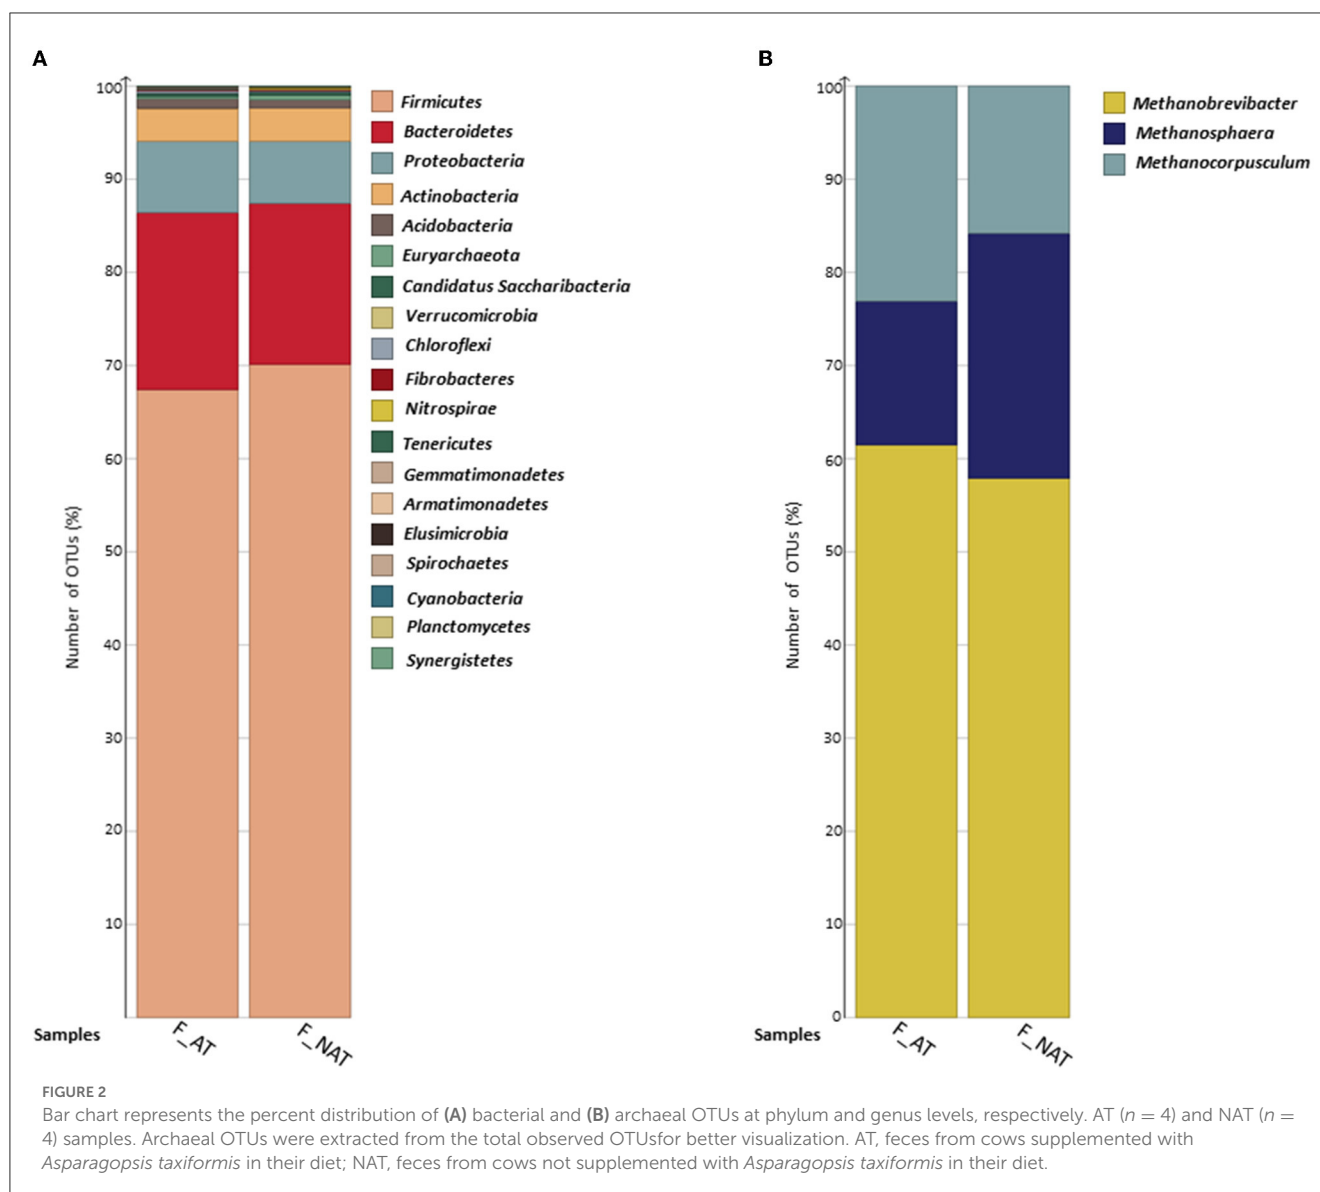 A
100
90
80
70
60
50
40
30
20
10
Number of OTUs (%)
Samples
F_AT
F_NAT
Firmicutes
Bacteroidetes
Proteobacteria
Actinobacteria
Acidobacteria
Euryarchaeota
Candidatus Saccharibacteria
Verrucomicrobia
Chloroflexi
Fibrobacteres
Nitrospirae
Tenericutes
Gemmatimonadetes
Armatimonadetes
Elusimicrobia
Spirochaetes
Cyanobacteria
Planctomycetes
Synergistetes
B
100
90
80
70
60
50
40
30
20
10
0
Number of OTUs (%)
Samples
F_AT
F_NAT
Methanobrevibacter
Methanosphaera
Methanocorpusculum
FIGURE 2
Bar chart represents the percent distribution of (A) bacterial and (B) archaeal OTUs at phylum and genus levels, respectively. AT (n = 4) and NAT (n =
4) samples. Archaeal OTUs were extracted from the total observed OTUsfor better visualization. AT, feces from cows supplemented with
Asparagopsis taxiformis in their diet; NAT, feces from cows not supplemented with Asparagopsis taxiformis in their diet.